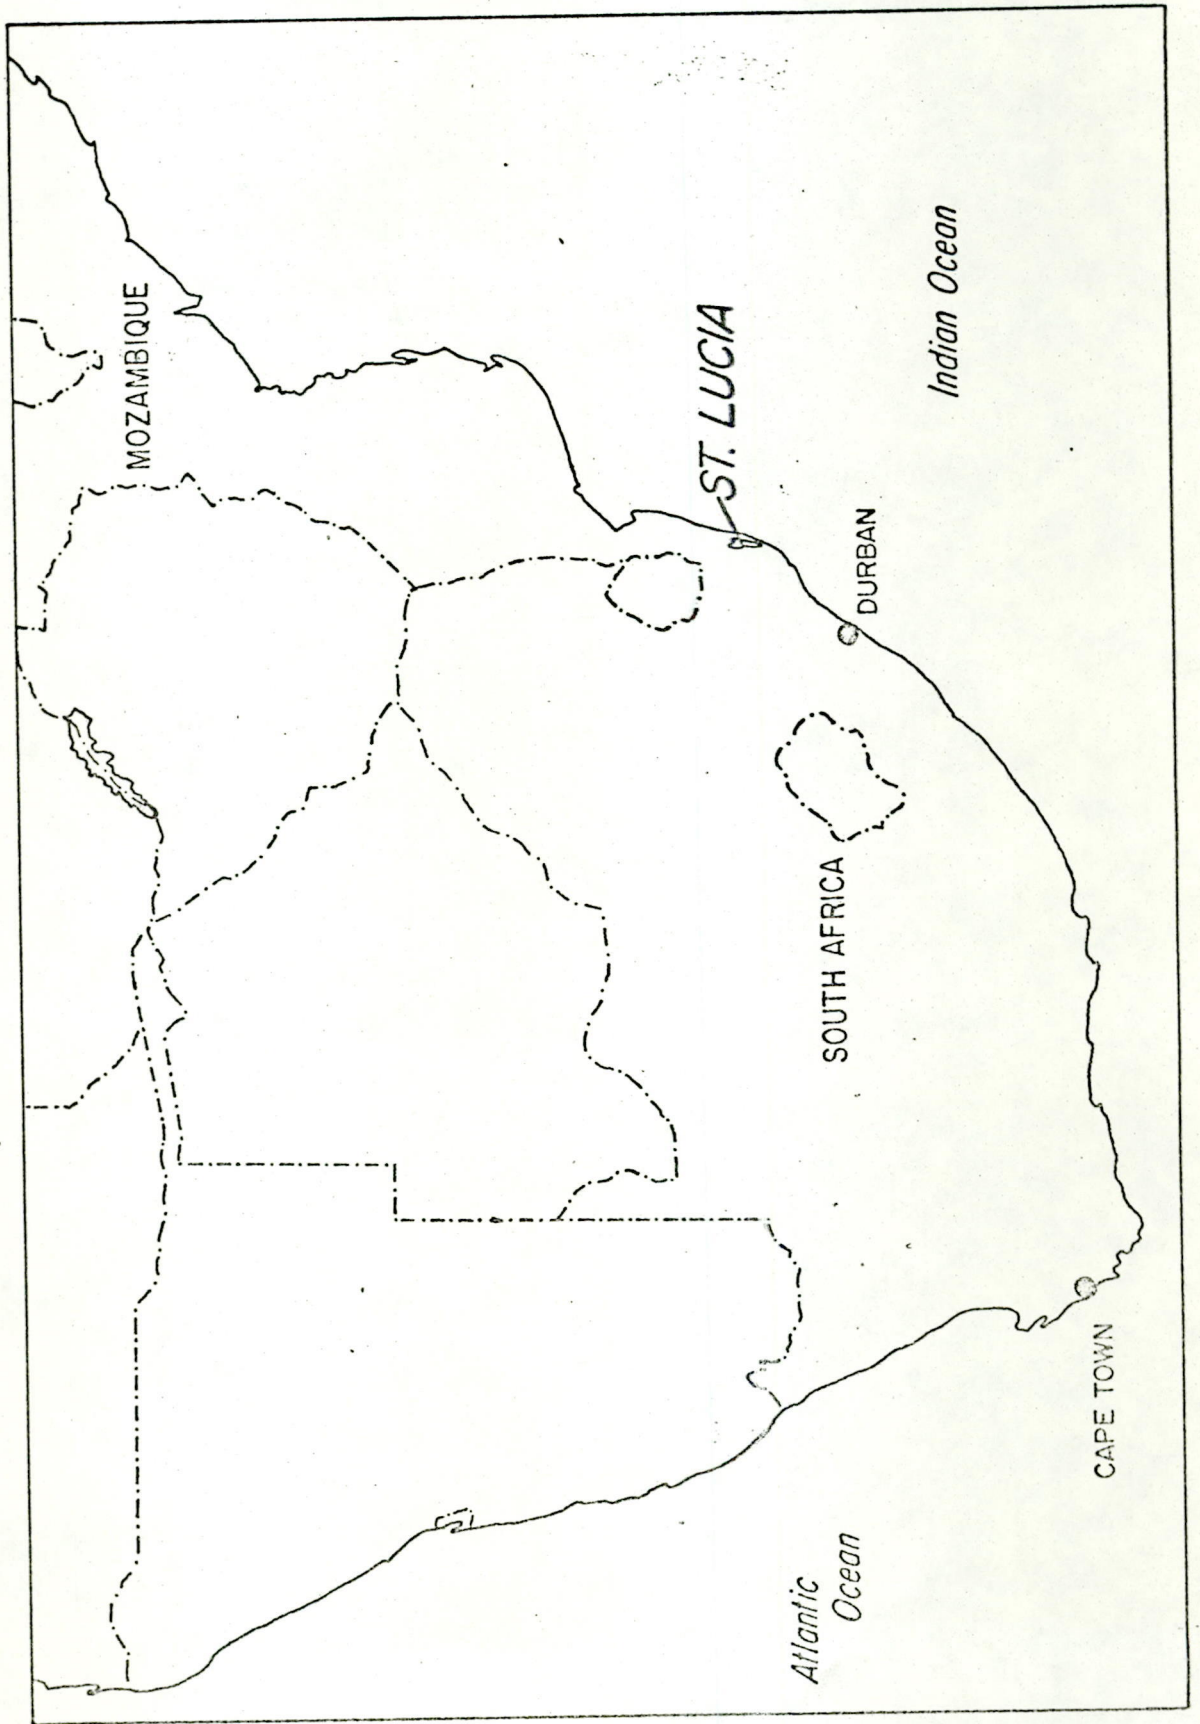 MOZAMBIQUE
ST. LUCIA
Indian Ocean
DURBAN
SOUTH AFRICA
CAPE TOWN
Atlantic
Ocean